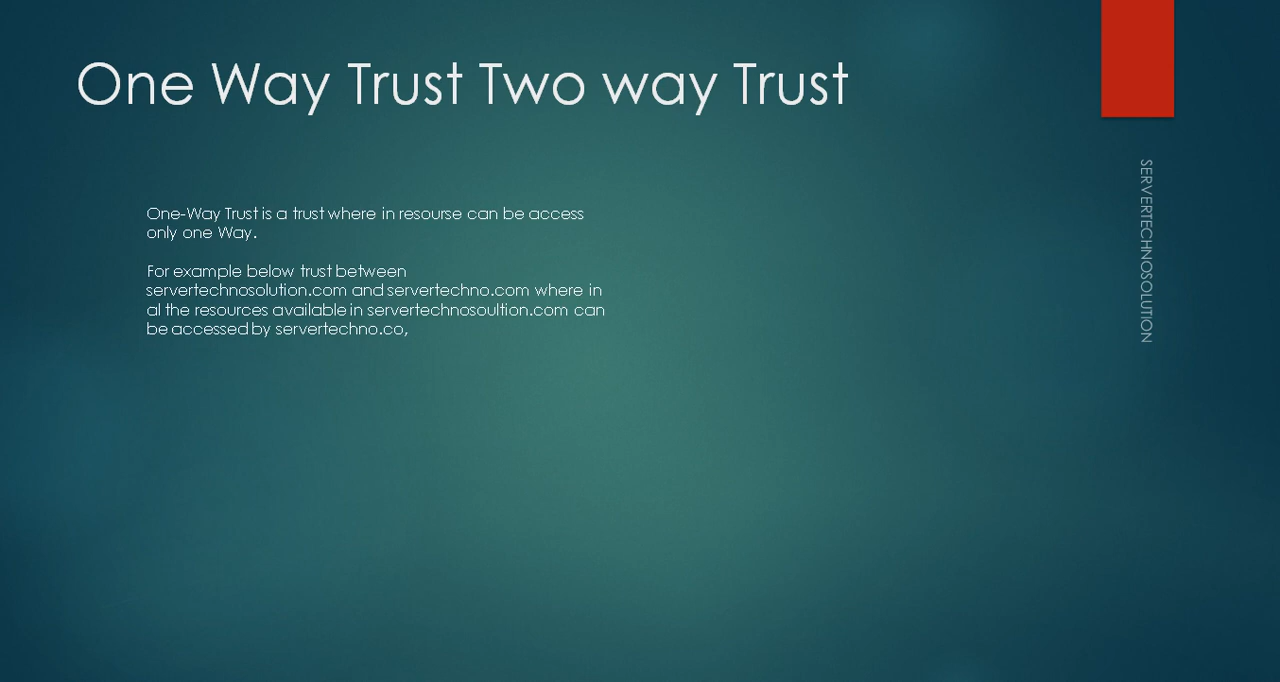 One Way Trust Two way Trust
One-Way Trust is a trust where in resourse can be access
only one Way.
For example below trust between
servertechnosolution.com and servertechno.com where in
al the resources available in servertechnosoultion.com can
be accessed by servertechno.co,
SERVERTECHNOSOLUTION